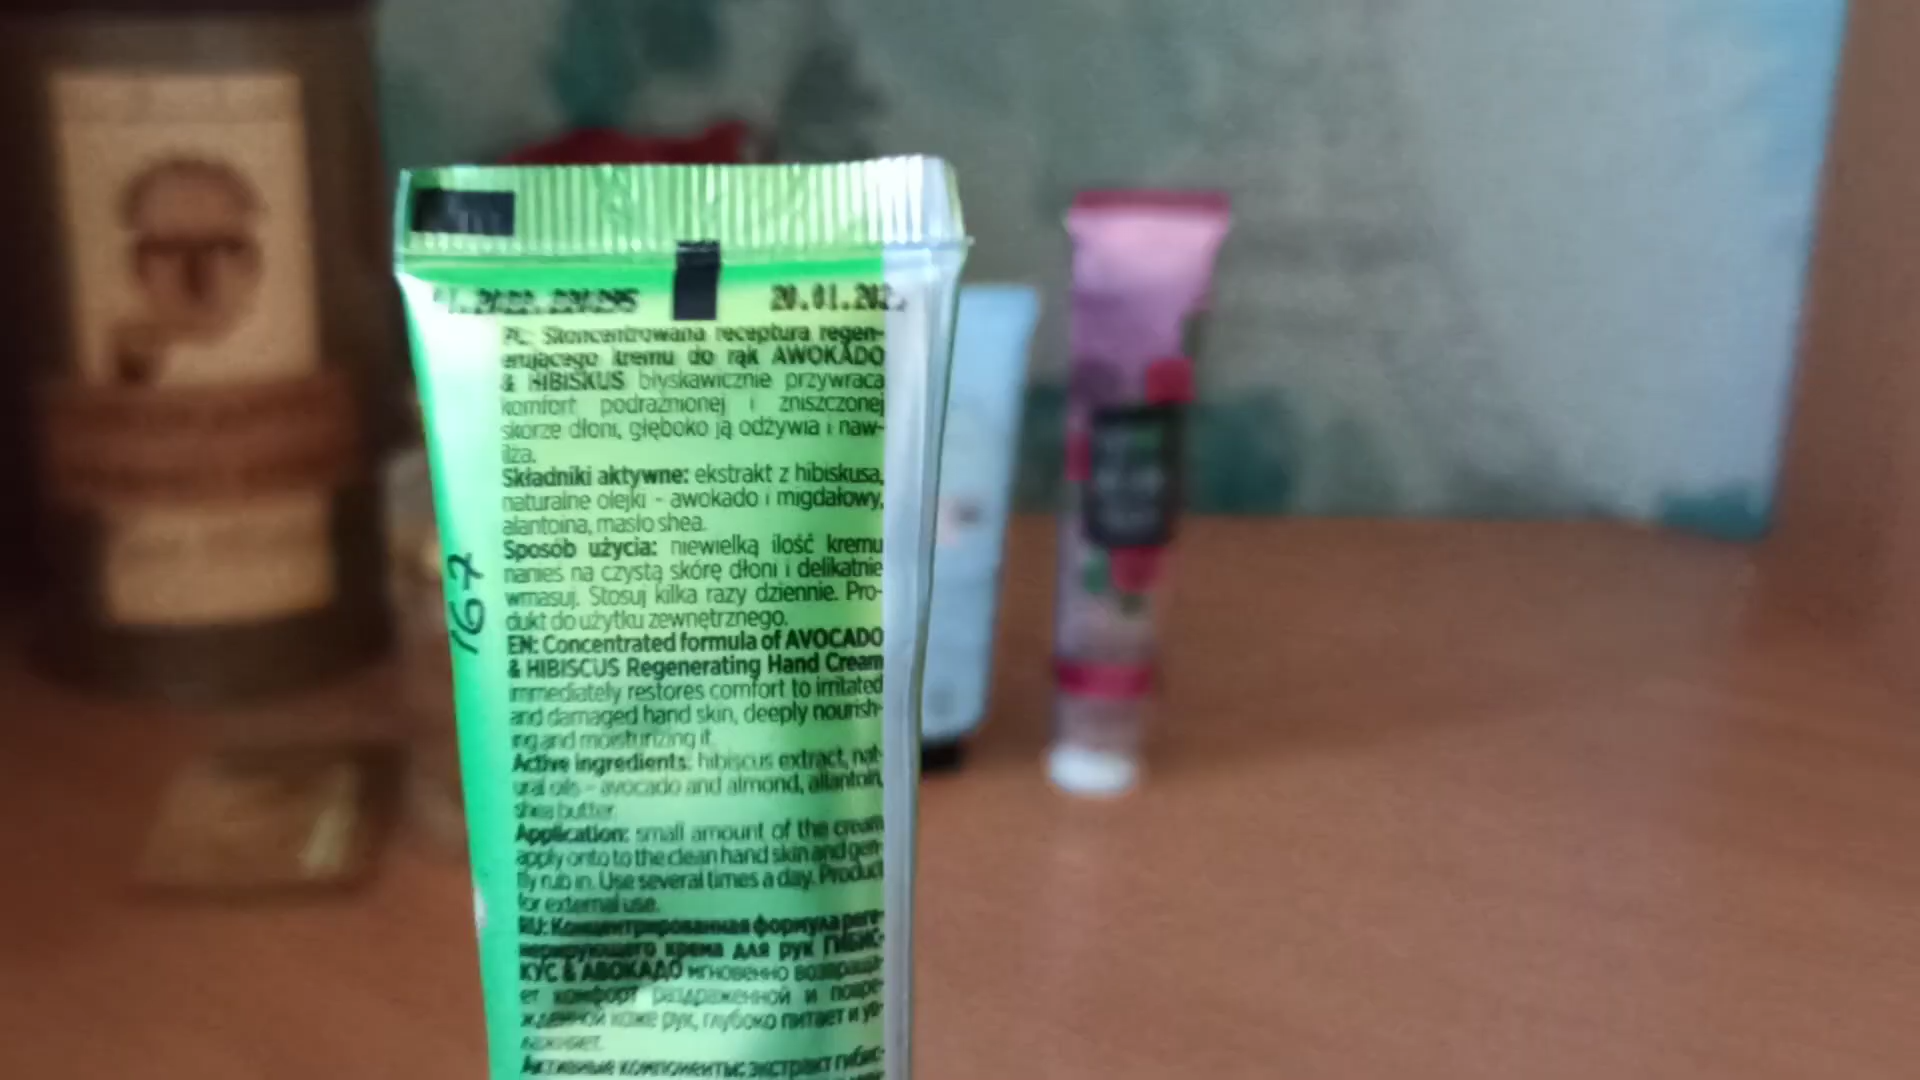 20.01.202
PL: Skoncentrowana receptura regen-
erującego kremu do rąk AWOKADO
& HIBISKUS błyskawicznie przywraca
komfort podrażnionej i zniszczonej
skórze dłoni, głęboko ją odżywia i naw-
ilża.
Składniki aktywne: ekstrakt z hibiskusa,
naturalne olejki - awokado i migdałowy,
alantoina, masło shea.
Sposób użycia: niewielką ilość kremu
nanieś na czystą skórę dłoni i delikatnie
wmasuj. Stosuj kilka razy dziennie. Pro-
dukt do użytku zewnętrznego.
EN: Concentrated formula of AVOCADO
& HIBISCUS Regenerating Hand Cream
immediately restores comfort to irritated
and damaged hand skin, deeply nourish-
ing and moisturizing it.
Active ingredients: hibiscus extract, nat-
ural oils - avocado and almond, allantoin,
shea butter.
Application: small amount of the cream
apply onto to the clean hand skin and gen-
tly rub in. Use several times a day. Product
for external use.
RU: Концентрированная формула реге-
нерирующего крема для рук ГИБИС-
КУС & АВОКАДО мгновенно возвраща-
ет комфорт раздраженной и повре-
жденной коже рук, глубоко питает и ув-
лажняет.
Активные компоненты: экстракт гибис-
167